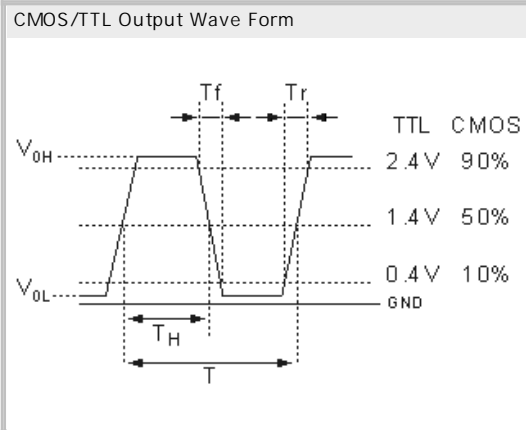 CMOS/TTL Output Wave Form
Tf Tr
TTL CMOS
V0H 2.4V 90%
1.4V 50%
0.4V 10%
V0L GND
TH
T